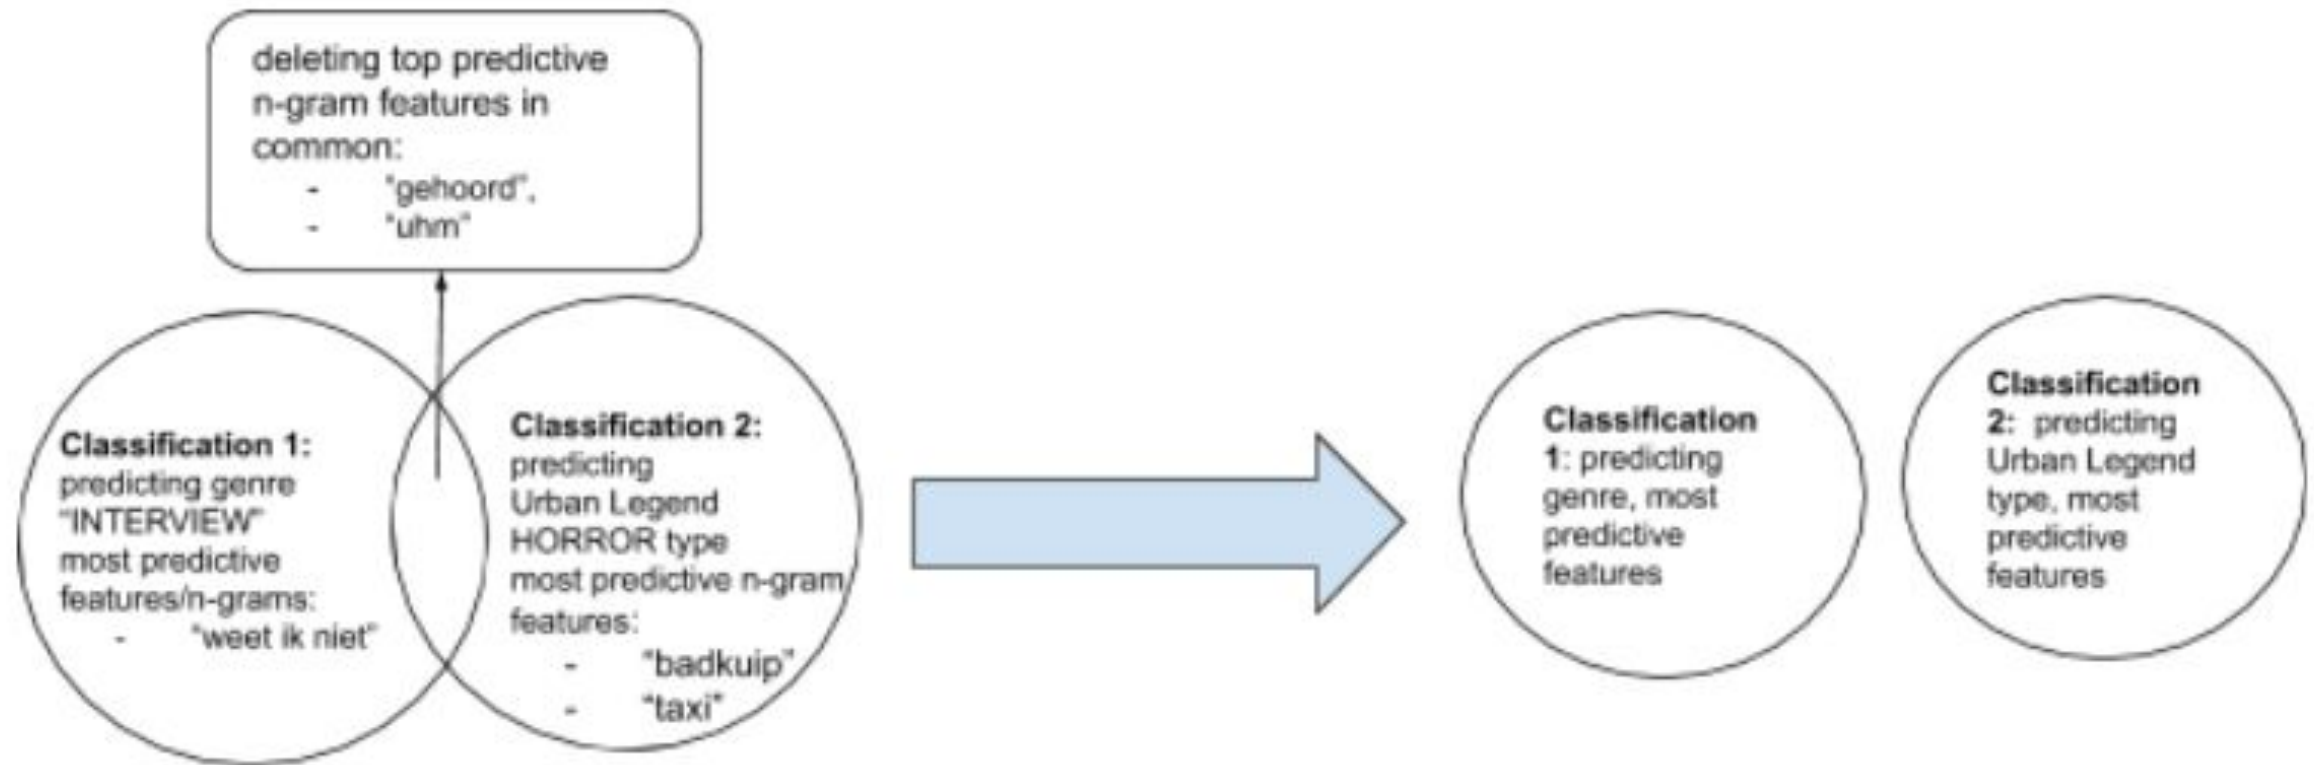 deleting top predictive
n-gram features in
common:
- "gehoord",
- "uhm"
Classification 1:
predicting genre
"INTERVIEW"
most predictive
features/n-grams:
- "weet ik niet"
Classification 2:
predicting
Urban Legend
HORROR type
most predictive n-gram
features:
- "badkuip"
- "taxi"
Classification
1: predicting
genre, most
predictive
features
Classification
2: predicting
Urban Legend
type, most
predictive
features